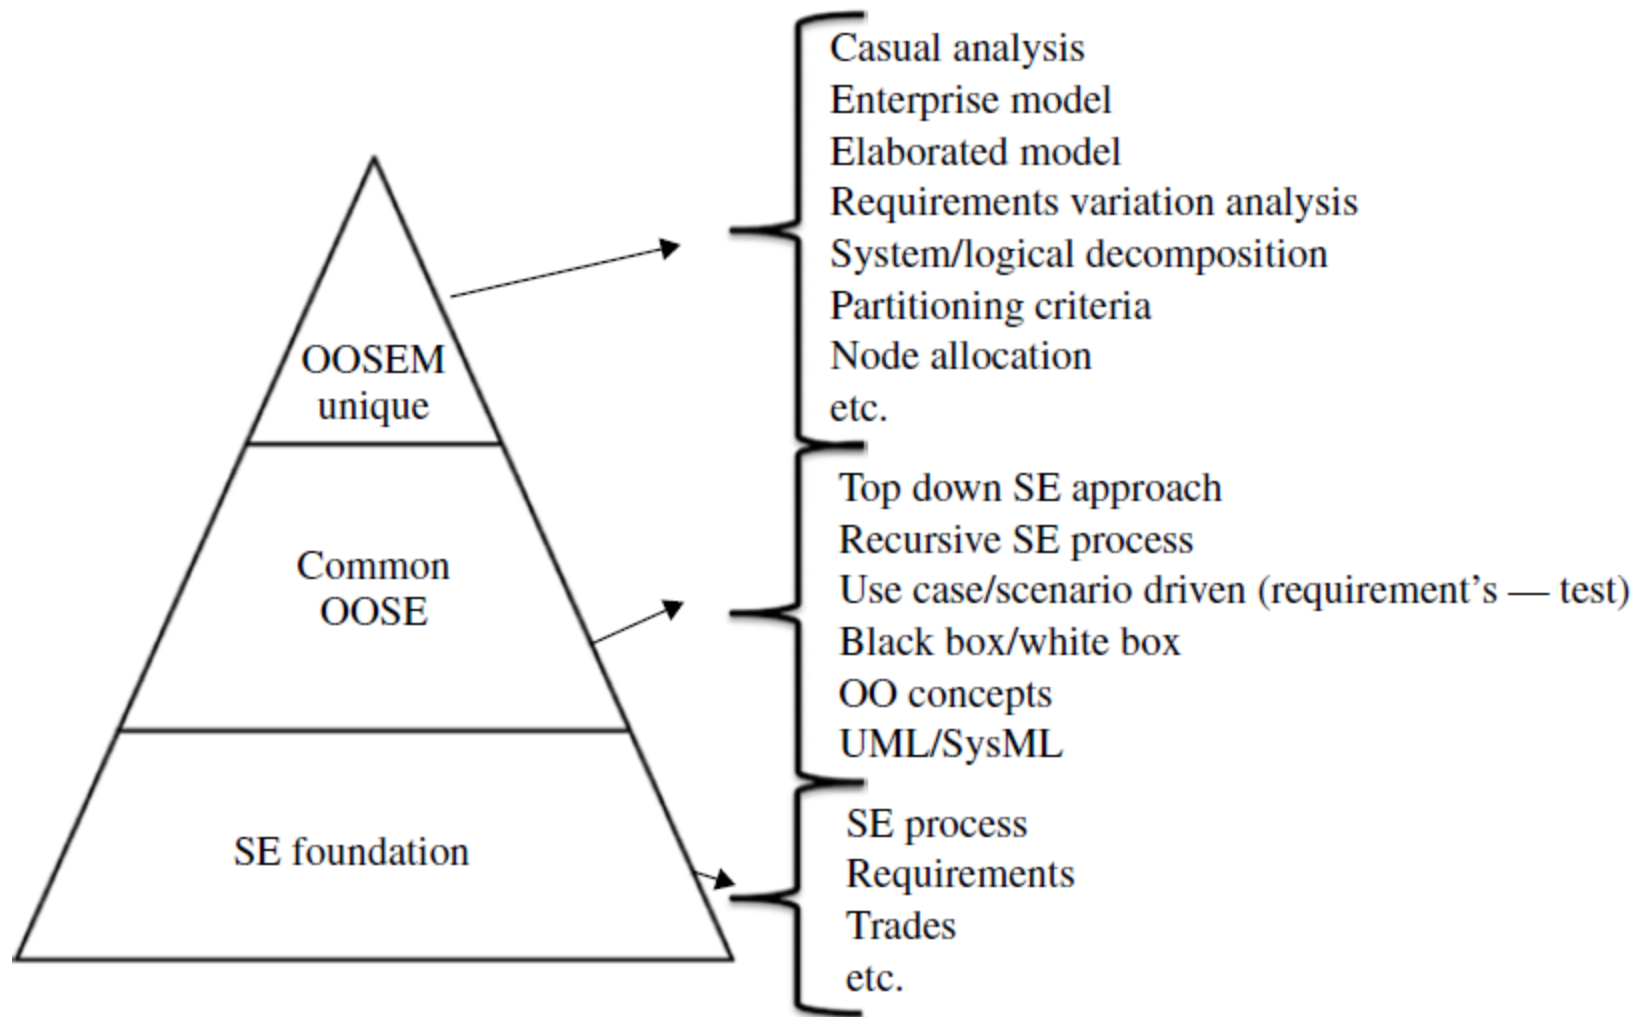 Casual analysis
Enterprise model
Elaborated model
Requirements variation analysis
System/logical decomposition
Partitioning criteria
Node allocation
etc.
OOSEM
unique
Top down SE approach
Recursive SE process
Use case/scenario driven (requirement's — test)
Black box/white box
OO concepts
UML/SysML
Common
OOSE
SE process
Requirements
Trades
etc.
SE foundation